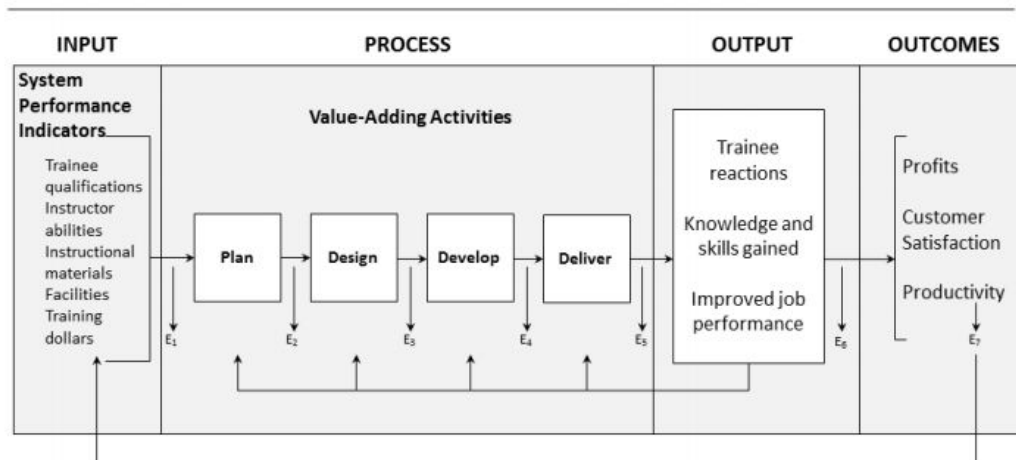 INPUT
PROCESS
OUTPUT
OUTCOMES
System
Performance
Indicators
Trainee
qualifications
Instructor
abilities
Instructional
materials
Facilities
Training
dollars
E₁
Value-Adding Activities
Plan
E₂
Design
E₃
Develop
E₄
Deliver
E₅
Trainee
reactions
Knowledge and
skills gained
Improved job
performance
E₆
Profits
Customer
Satisfaction
Productivity
E₇